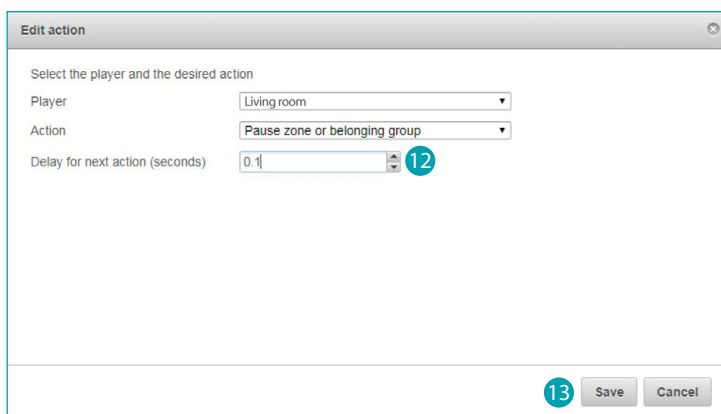 Edit action
Select the player and the desired action
Player Living room
Action Pause zone or belonging group
Delay for next action (seconds) 0.1 12
13 Save Cancel